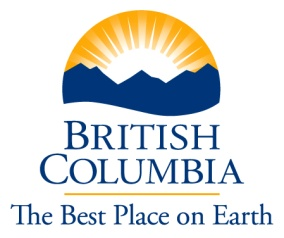 BRITISH
COLUMBIA
The Best Place on Earth